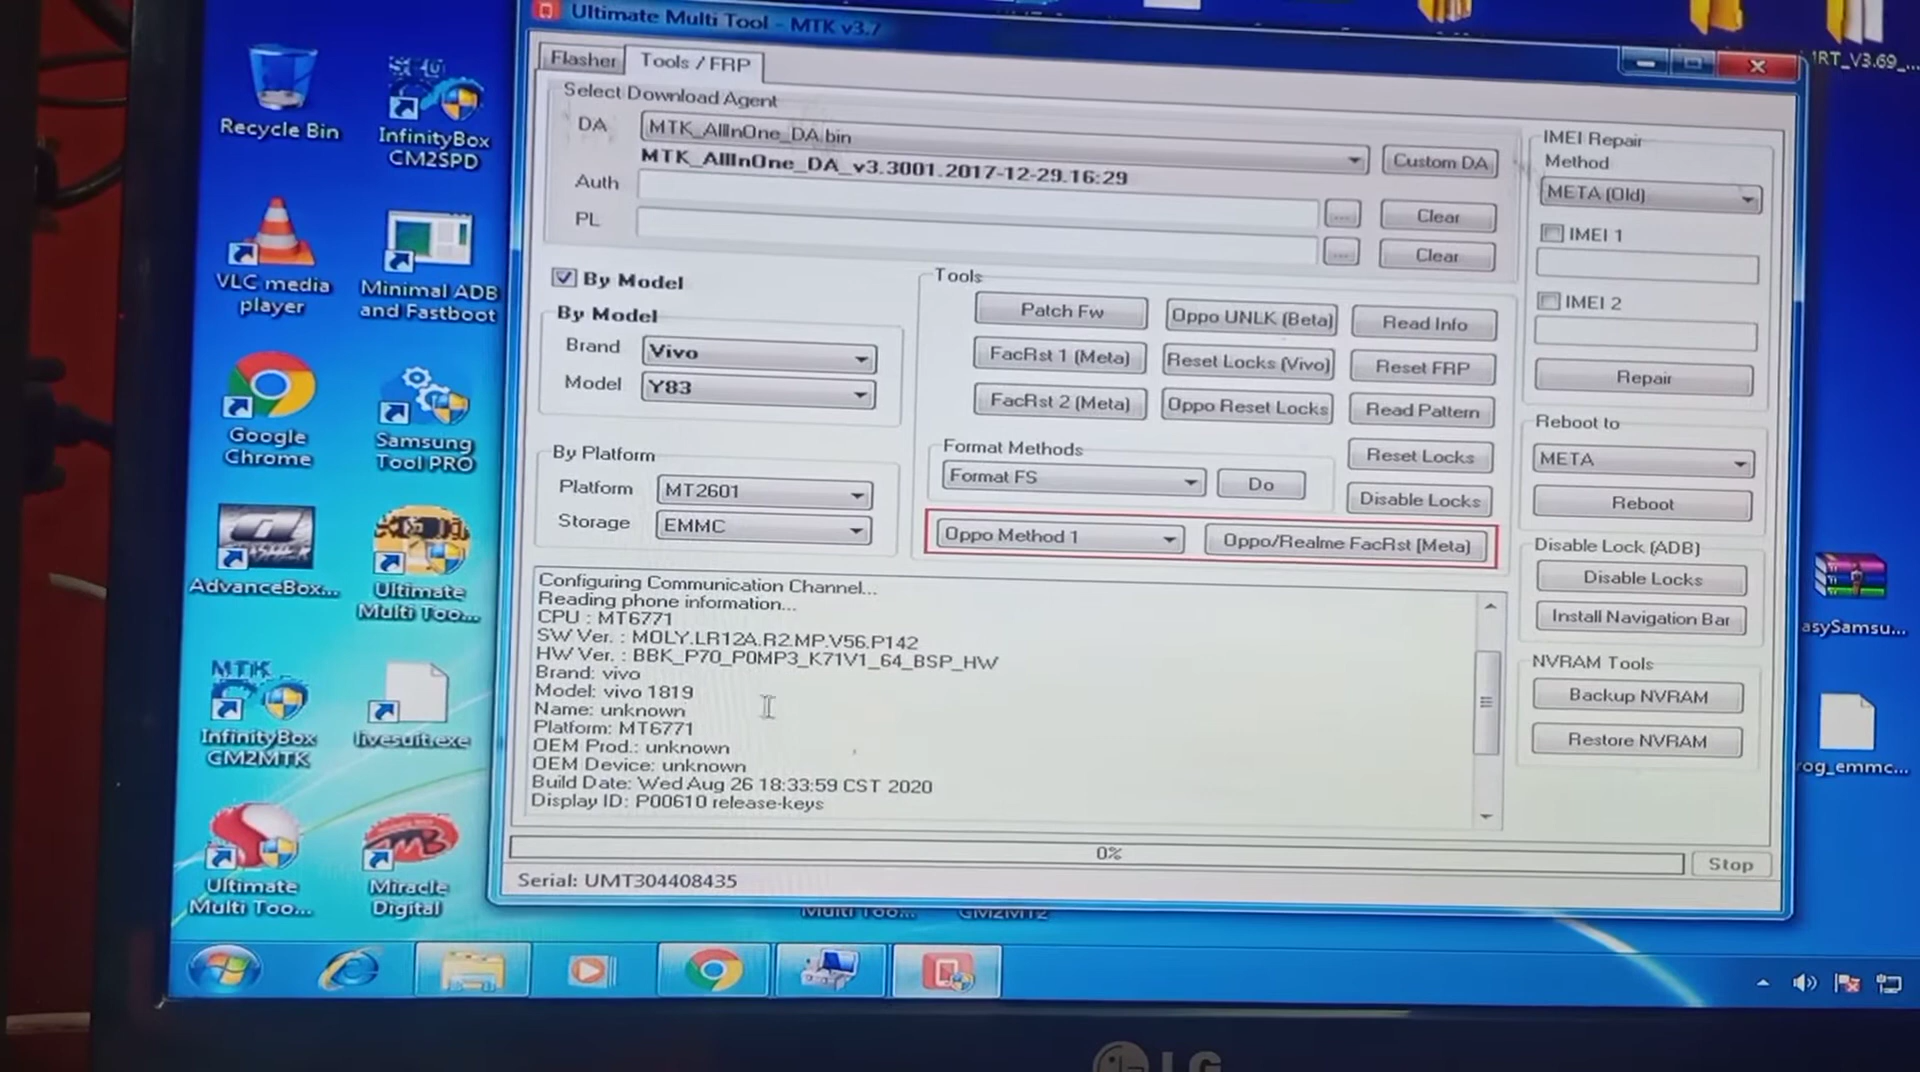 Ultimate Multi Tool - MTK v3.7
Flasher
Tools / FRP
Select Download Agent
DA
MTK_AllInOne_DA.bin
Custom DA
MTK_AllInOne_DA_v3.3001.2017-12-29.16:29
Auth
...
Clear
PL
...
Clear
By Model
By Model
Brand
Vivo
Model
Y83
By Platform
Platform
MT2601
Storage
EMMC
Tools
Patch Fw
Oppo UNLK (Beta)
Read Info
FacRst 1 (Meta)
Reset Locks (Vivo)
Reset FRP
FacRst 2 (Meta)
Oppo Reset Locks
Read Pattern
Format Methods
Format FS
Do
Reset Locks
Disable Locks
Oppo Method 1
Oppo/Realme FacRst [Meta]
IMEI Repair
Method
META (Old)
IMEI 1
IMEI 2
Repair
Reboot to
META
Reboot
Disable Lock (ADB)
Disable Locks
Install Navigation Bar
NVRAM Tools
Backup NVRAM
Restore NVRAM
Configuring Communication Channel...
Reading phone information...
CPU : MT6771
SW Ver. : MOLY.LR12A.R2.MP.V56.P142
HW Ver. : BBK_P70_P0MP3_K71V1_64_BSP_HW
Brand: vivo
Model: vivo 1819
Name: unknown
Platform: MT6771
OEM Prod.: unknown
OEM Device: unknown
Build Date: Wed Aug 26 18:33:59 CST 2020
Display ID: P00610 release-keys
0%
Stop
Serial: UMT304408435
Recycle Bin
InfinityBox
CM2SPD
VLC media
player
Minimal ADB
and Fastboot
Google
Chrome
Samsung
Tool PRO
AdvanceBox...
Ultimate
Multi Too...
MTK
InfinityBox
CM2MTK
livesuit.exe
Ultimate
Multi Too...
Miracle
Digital
Multi Too...
1RT_V3.69_...
asySamsu...
rog_emmc...
LG